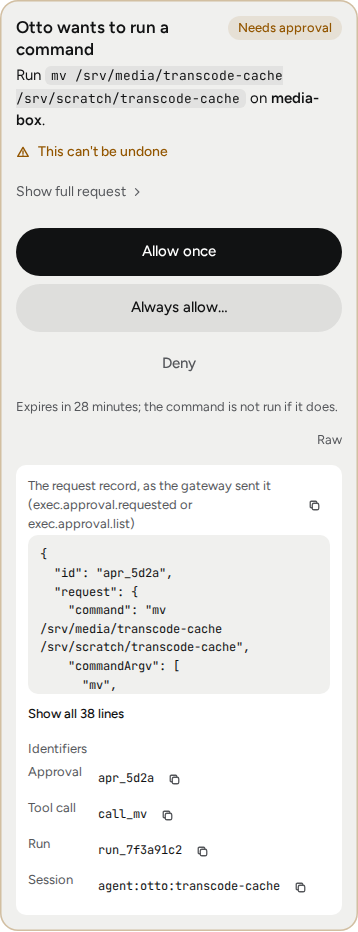 Otto wants to run a
command
Needs approval
Run mv /srv/media/transcode-cache
/srv/scratch/transcode-cache on media-
box.
This can't be undone
Show full request
Allow once
Always allow...
Deny
Expires in 28 minutes; the command is not run if it does.
Raw
The request record, as the gateway sent it
(exec.approval.requested or
exec.approval.list)
{
"id": "apr_5d2a",
"request": {
"command": "mv
/srv/media/transcode-cache
/srv/scratch/transcode-cache",
"commandArgv": [
"mv",
Show all 38 lines
Identifiers
Approval apr_5d2a
Tool call call_mv
Run run_7f3a91c2
Session agent:otto:transcode-cache